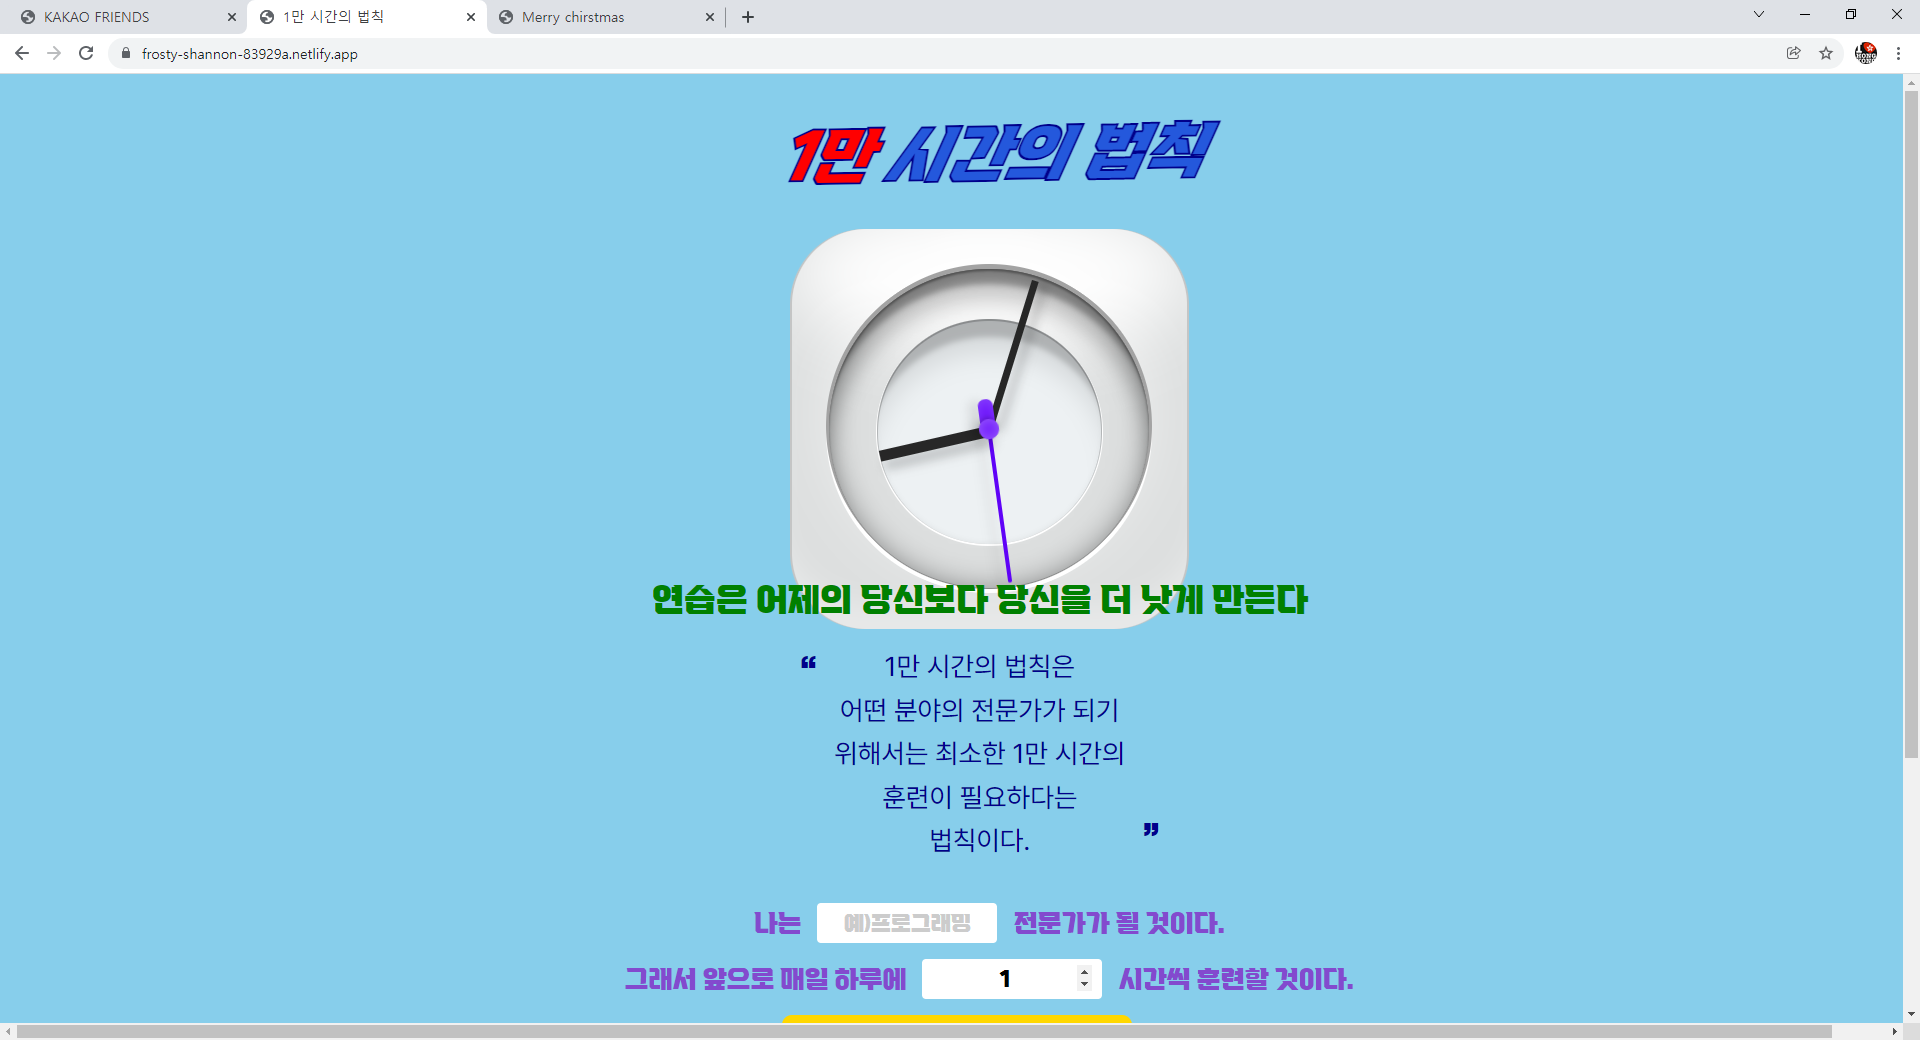 KAKAO FRIENDS
1만 시간의 법칙
Merry chirstmas
frosty-shannon-83929a.netlify.app
1만 시간의 법칙
연습은 어제의 당신보다 당신을 더 낫게 만든다
“ 1만 시간의 법칙은
어떤 분야의 전문가가 되기
위해서는 최소한 1만 시간의
훈련이 필요하다는
법칙이다. ”
나는 예)프로그래밍 전문가가 될 것이다.
그래서 앞으로 매일 하루에 1 시간씩 훈련할 것이다.